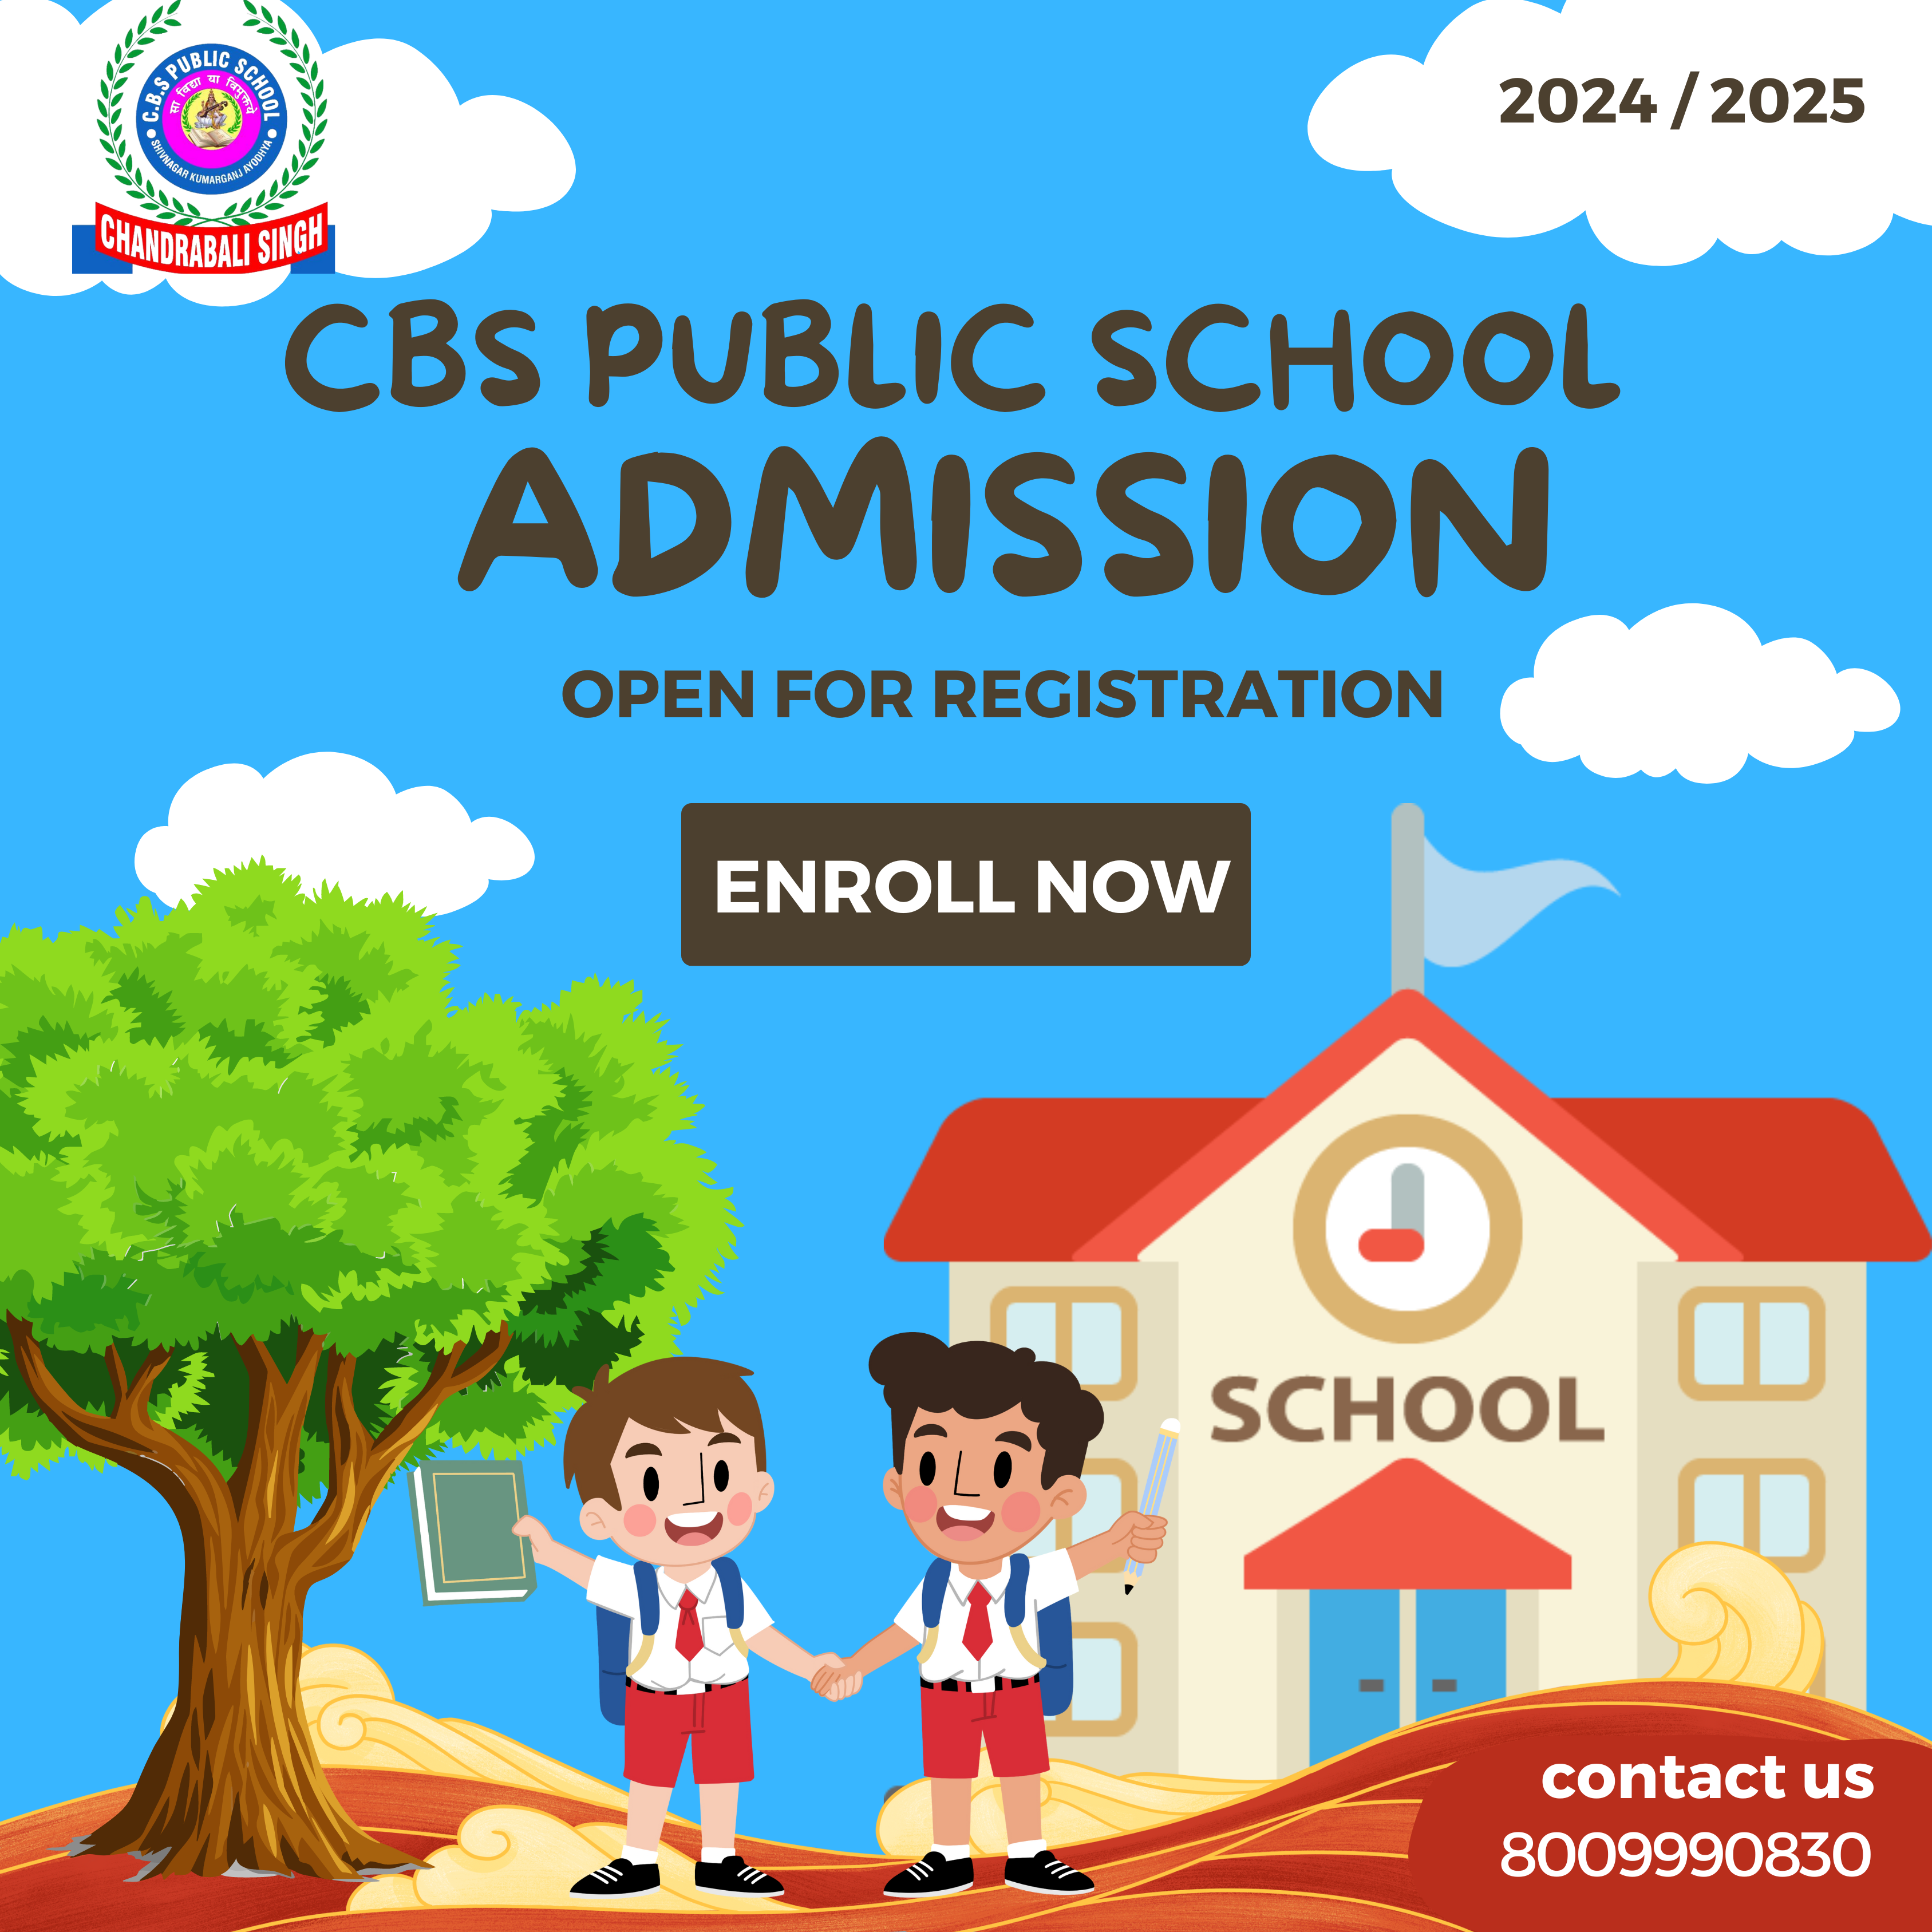 C.B.S PUBLIC SCHOOL
सा विद्या या विमुक्तये
SHIVNAGAR KUMARGANJ AYODHYA
CHANDRABALI SINGH
2024 / 2025
CBS PUBLIC SCHOOL
ADMISSION
OPEN FOR REGISTRATION
ENROLL NOW
SCHOOL
contact us
8009990830